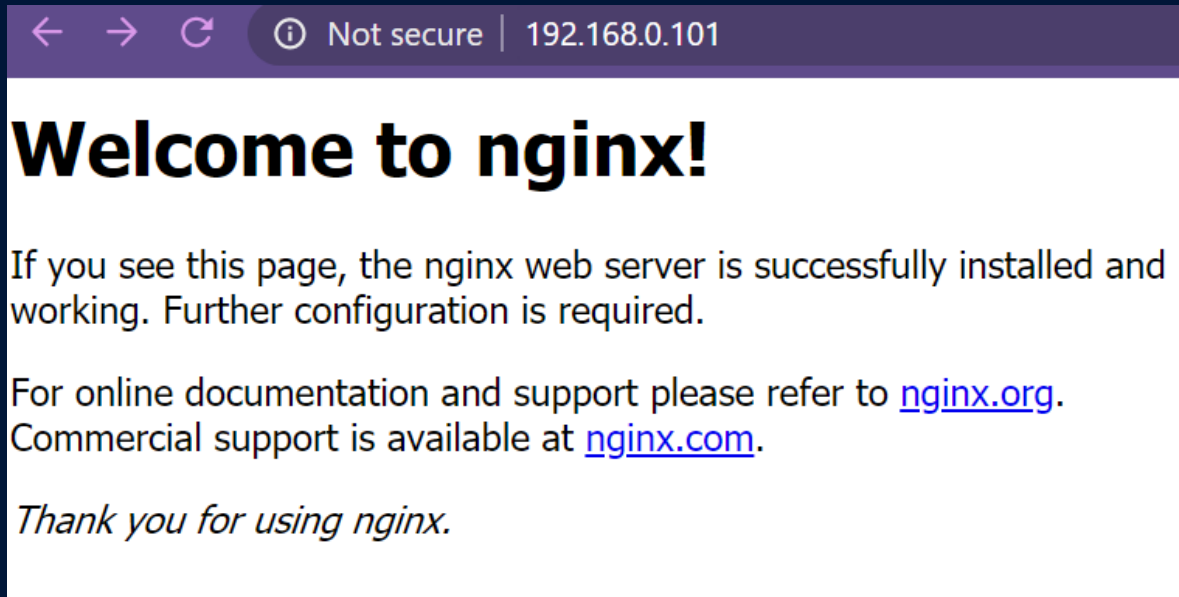 Not secure | 192.168.0.101
Welcome to nginx!
If you see this page, the nginx web server is successfully installed and
working. Further configuration is required.
For online documentation and support please refer to nginx.org.
Commercial support is available at nginx.com.
Thank you for using nginx.